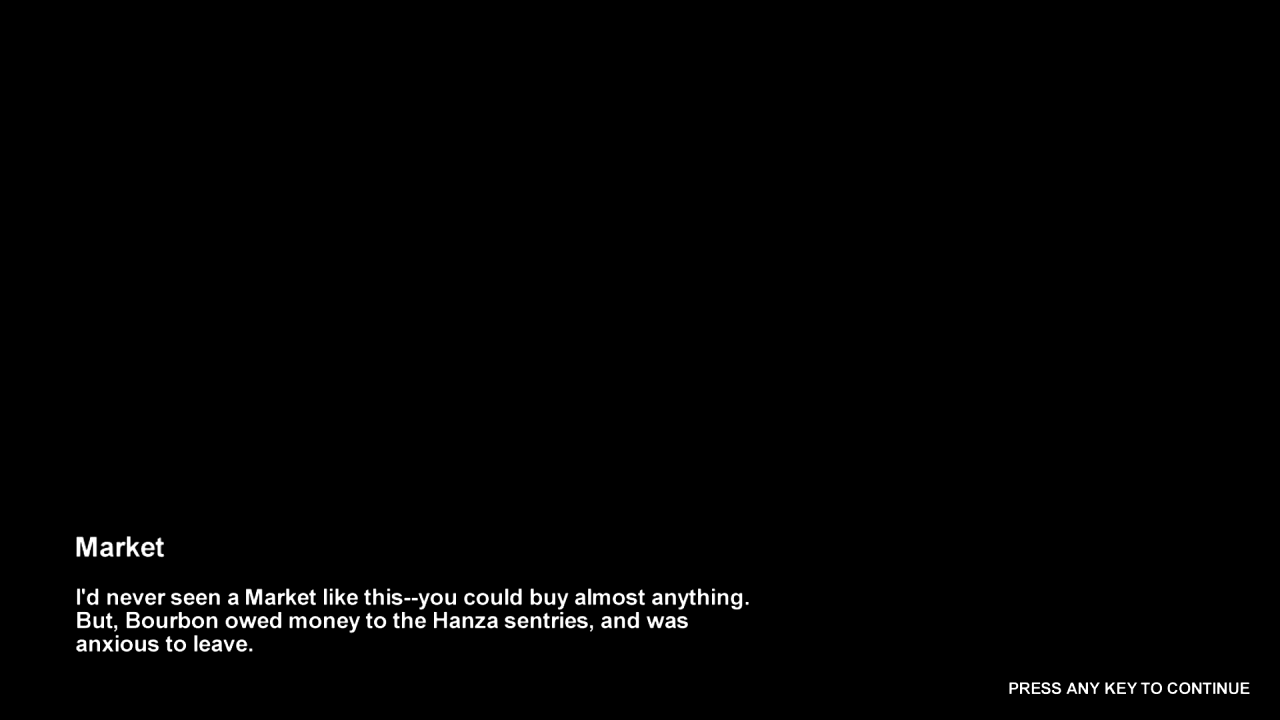 Market
I'd never seen a Market like this--you could buy almost anything.
But, Bourbon owed money to the Hanza sentries, and was
anxious to leave.
PRESS ANY KEY TO CONTINUE